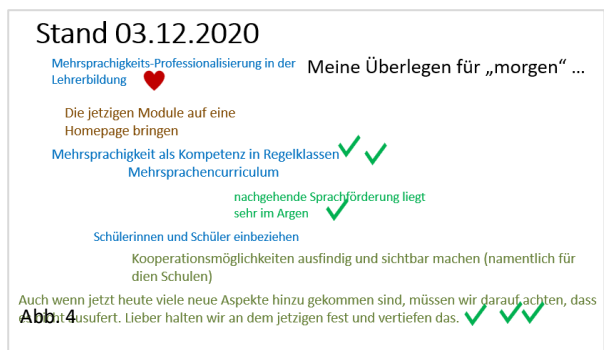 Stand 03.12.2020
Meine Überlegen für „morgen“ ...
Mehrsprachigkeits-Professionalisierung in der
Lehrerbildung
Die jetzigen Module auf eine
Homepage bringen
Mehrsprachigkeit als Kompetenz in Regelklassen
Mehrsprachencurriculum
nachgehende Sprachförderung liegt
sehr im Argen
Schülerinnen und Schüler einbeziehen
Kooperationsmöglichkeiten ausfindig und sichtbar machen (namentlich für
dien Schulen)
Auch wenn jetzt heute viele neue Aspekte hinzu gekommen sind, müssen wir darauf achten, dass
Abb. 4
es nicht ausufert. Lieber halten wir an dem jetzigen fest und vertiefen das.